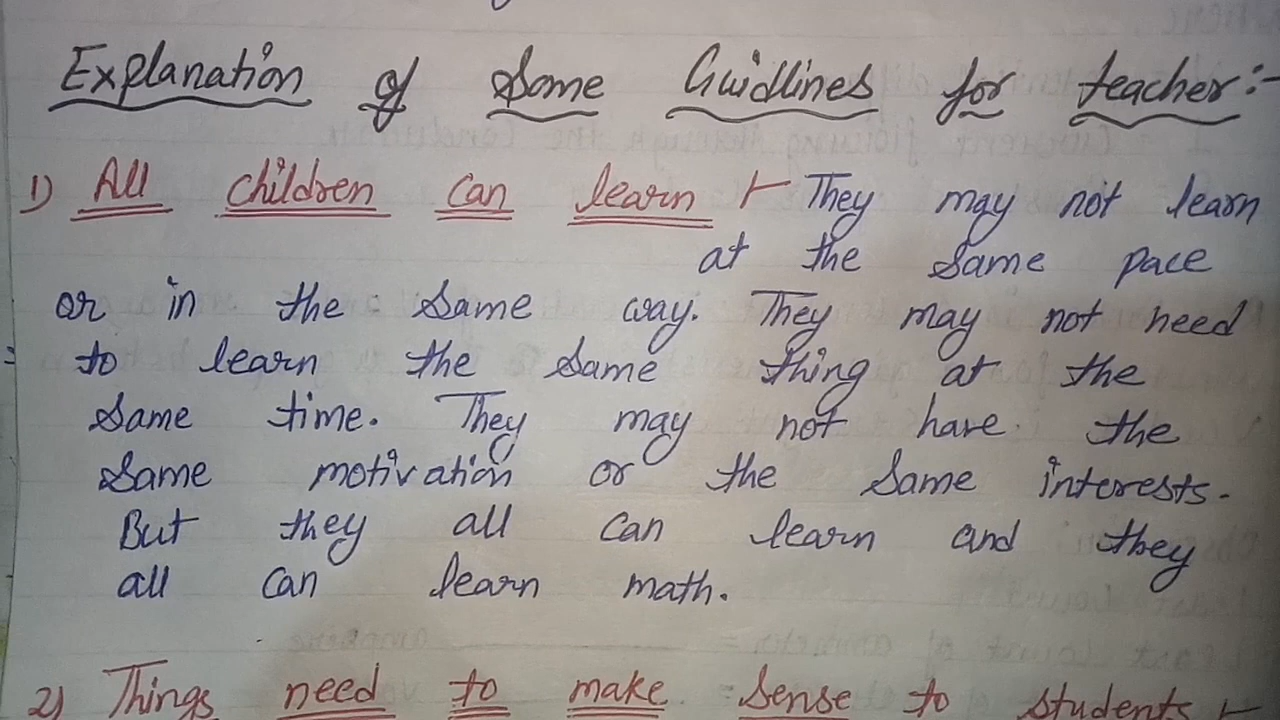 Explanation of Some Guidlines for teacher:-
1) All children can learn :- They may not learn
at the same pace
or in the same way. They may not need
to learn the same thing at the
same time. They may not have the
same motivation or the same interests.
But they all can learn and they
all can learn math.
2) Things need to make sense to students :-